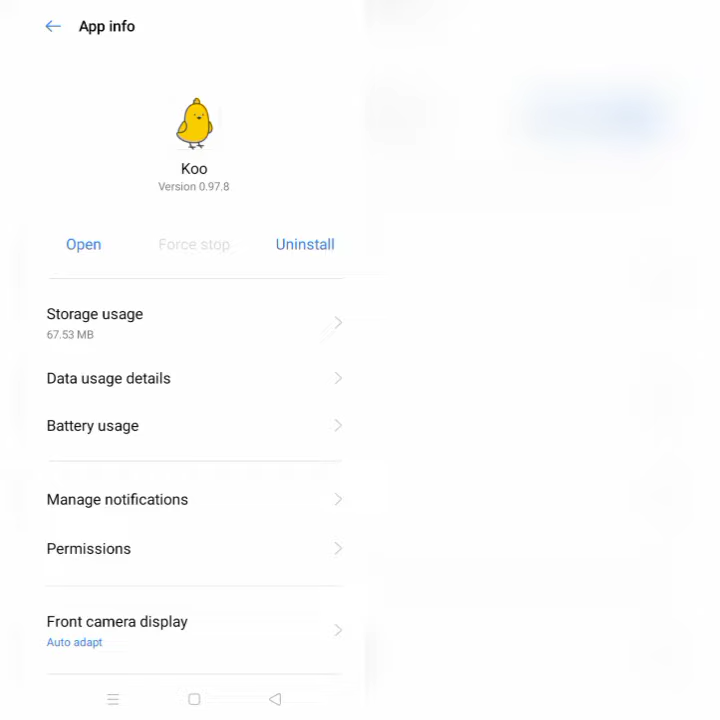 App info
Koo
Version 0.97.8
Open Force stop Uninstall
Storage usage
67.53 MB
Data usage details
Battery usage
Manage notifications
Permissions
Front camera display
Auto adapt